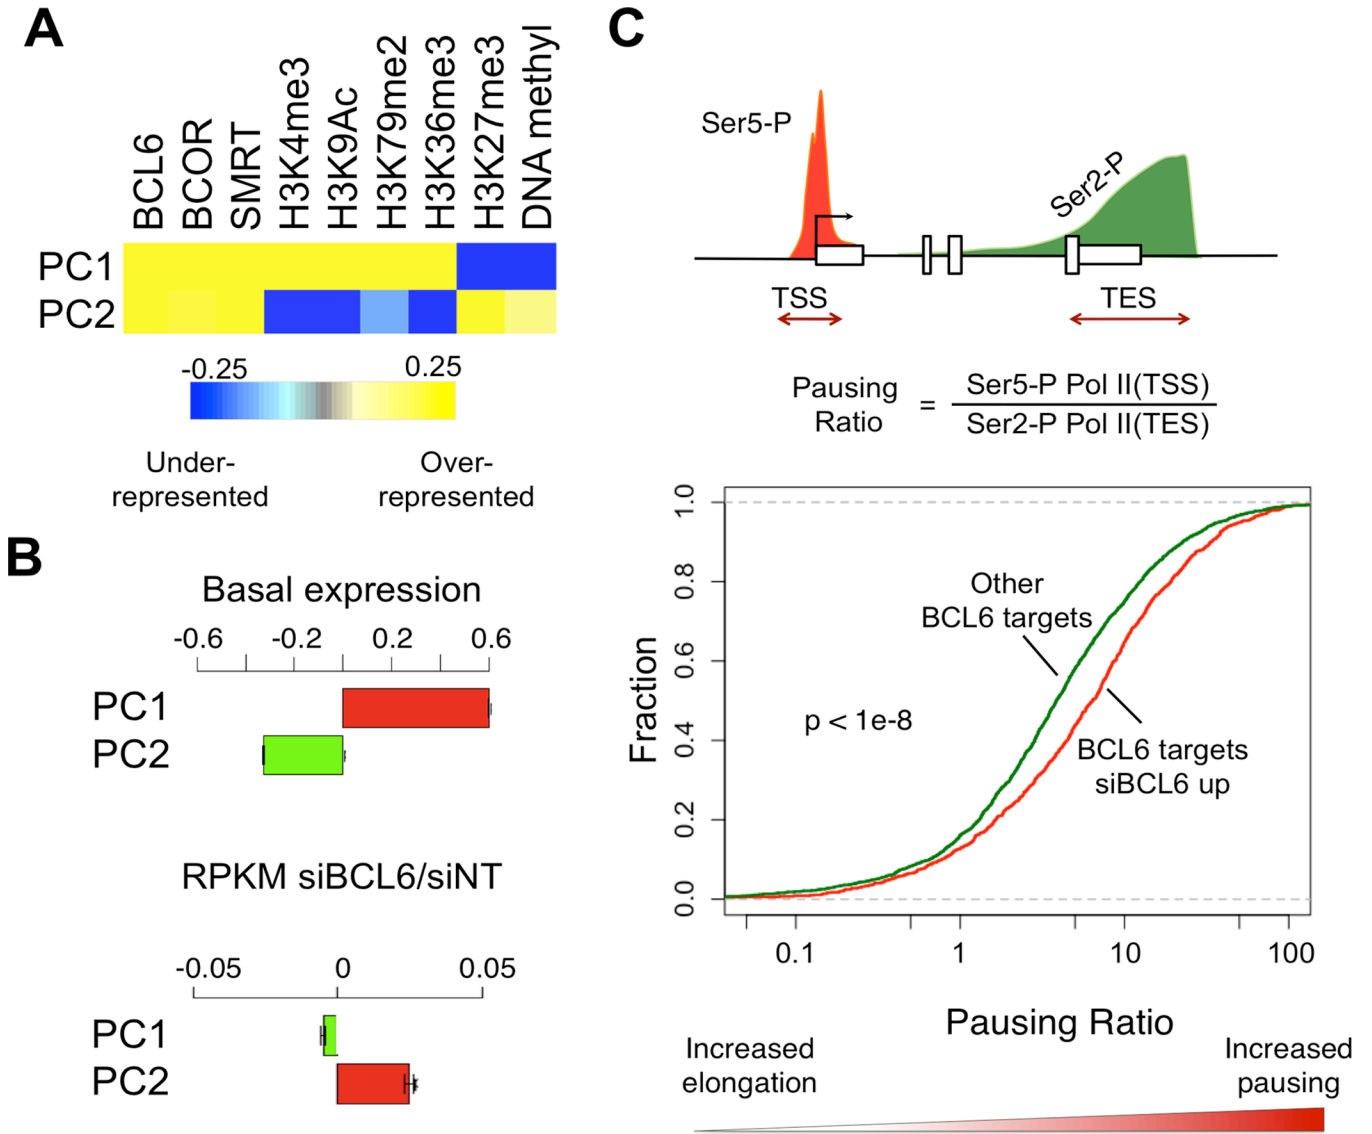 A
BCL6
BCOR
SMRT
H3K4me3
H3K9Ac
H3K79me2
H3K36me3
H3K27me3
DNA methyl
PC1
PC2
-0.25
0.25
Under-
represented
Over-
represented
B
Basal expression
-0.6
-0.2
0.2
0.6
PC1
PC2
RPKM siBCL6/siNT
-0.05
0
0.05
PC1
PC2
C
Ser5-P
Ser2-P
TSS
TES
Pausing
Ratio
=
Ser5-P Pol II(TSS)
Ser2-P Pol II(TES)
Fraction
1.0
0.8
0.6
0.4
0.2
0.0
Other
BCL6 targets
p < 1e-8
BCL6 targets
siBCL6 up
0.1
1
10
100
Pausing Ratio
Increased
elongation
Increased
pausing